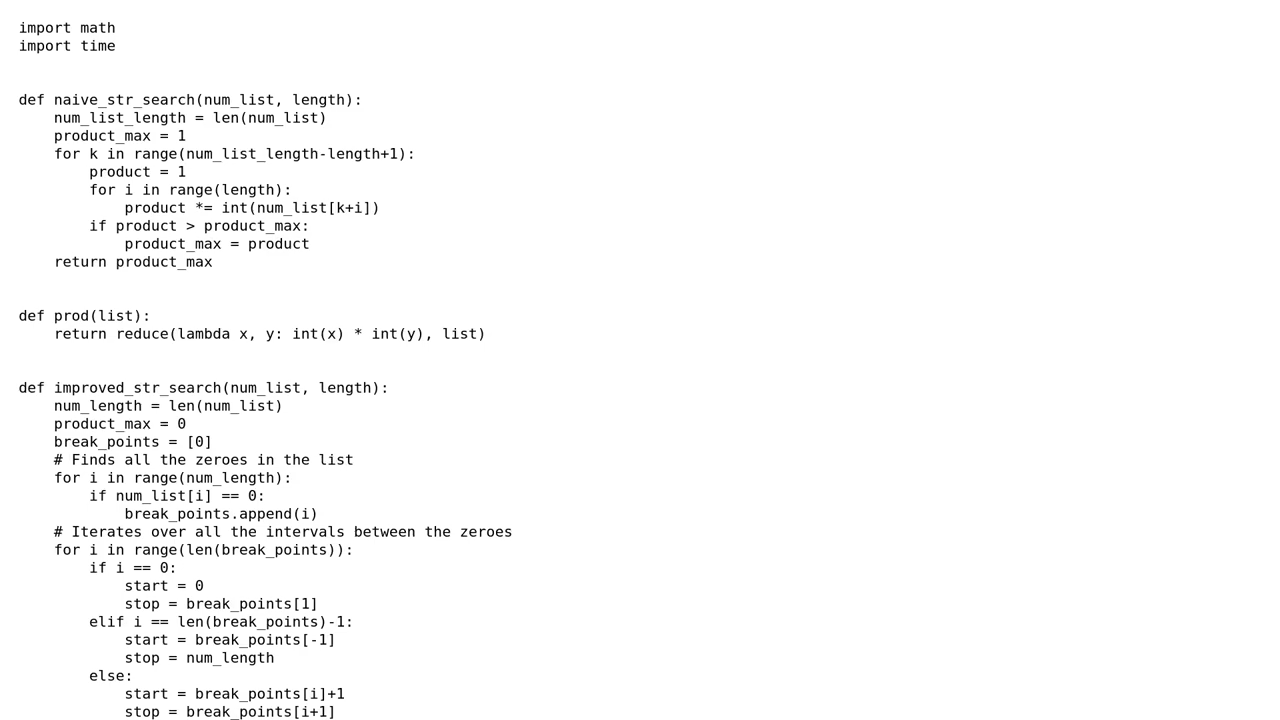 import math
import time


def naive_str_search(num_list, length):
    num_list_length = len(num_list)
    product_max = 1
    for k in range(num_list_length-length+1):
        product = 1
        for i in range(length):
            product *= int(num_list[k+i])
        if product > product_max:
            product_max = product
    return product_max


def prod(list):
    return reduce(lambda x, y: int(x) * int(y), list)


def improved_str_search(num_list, length):
    num_length = len(num_list)
    product_max = 0
    break_points = [0]
    # Finds all the zeroes in the list
    for i in range(num_length):
        if num_list[i] == 0:
            break_points.append(i)
    # Iterates over all the intervals between the zeroes
    for i in range(len(break_points)):
        if i == 0:
            start = 0
            stop = break_points[1]
        elif i == len(break_points)-1:
            start = break_points[-1]
            stop = num_length
        else:
            start = break_points[i]+1
            stop = break_points[i+1]